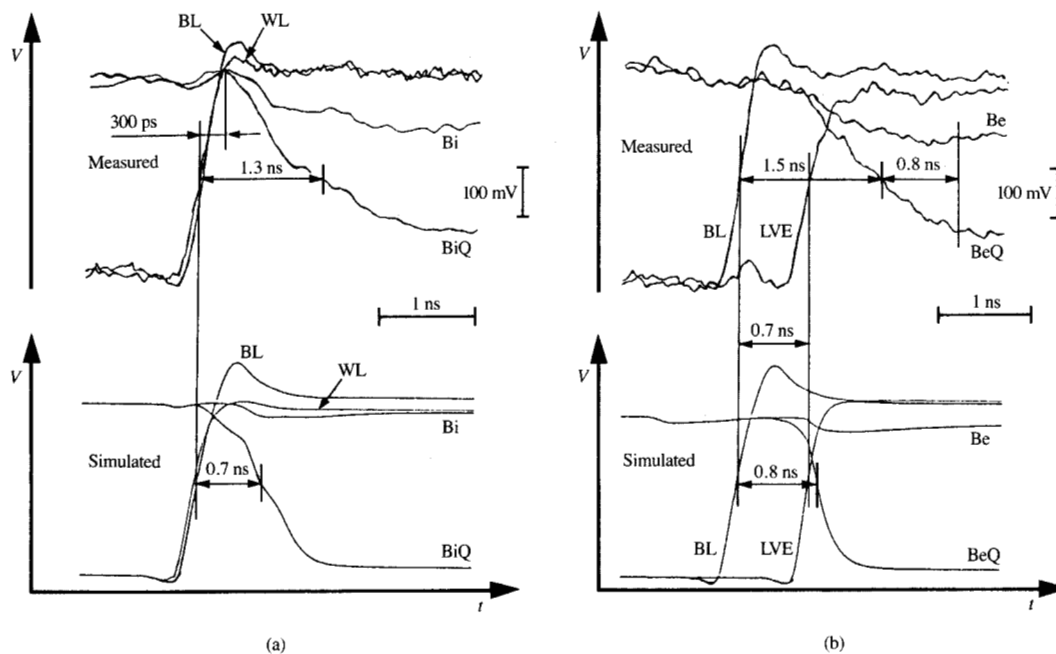 V
BL
WL
300 ps
Bi
Measured
1.3 ns
100 mV
BiQ
1 ns
V
BL
WL
Bi
Simulated
0.7 ns
BiQ
t
(a)
V
Be
Measured
1.5 ns
0.8 ns
100 mV
BL
LVE
BeQ
1 ns
0.7 ns
V
Be
Simulated
0.8 ns
BL
LVE
BeQ
t
(b)